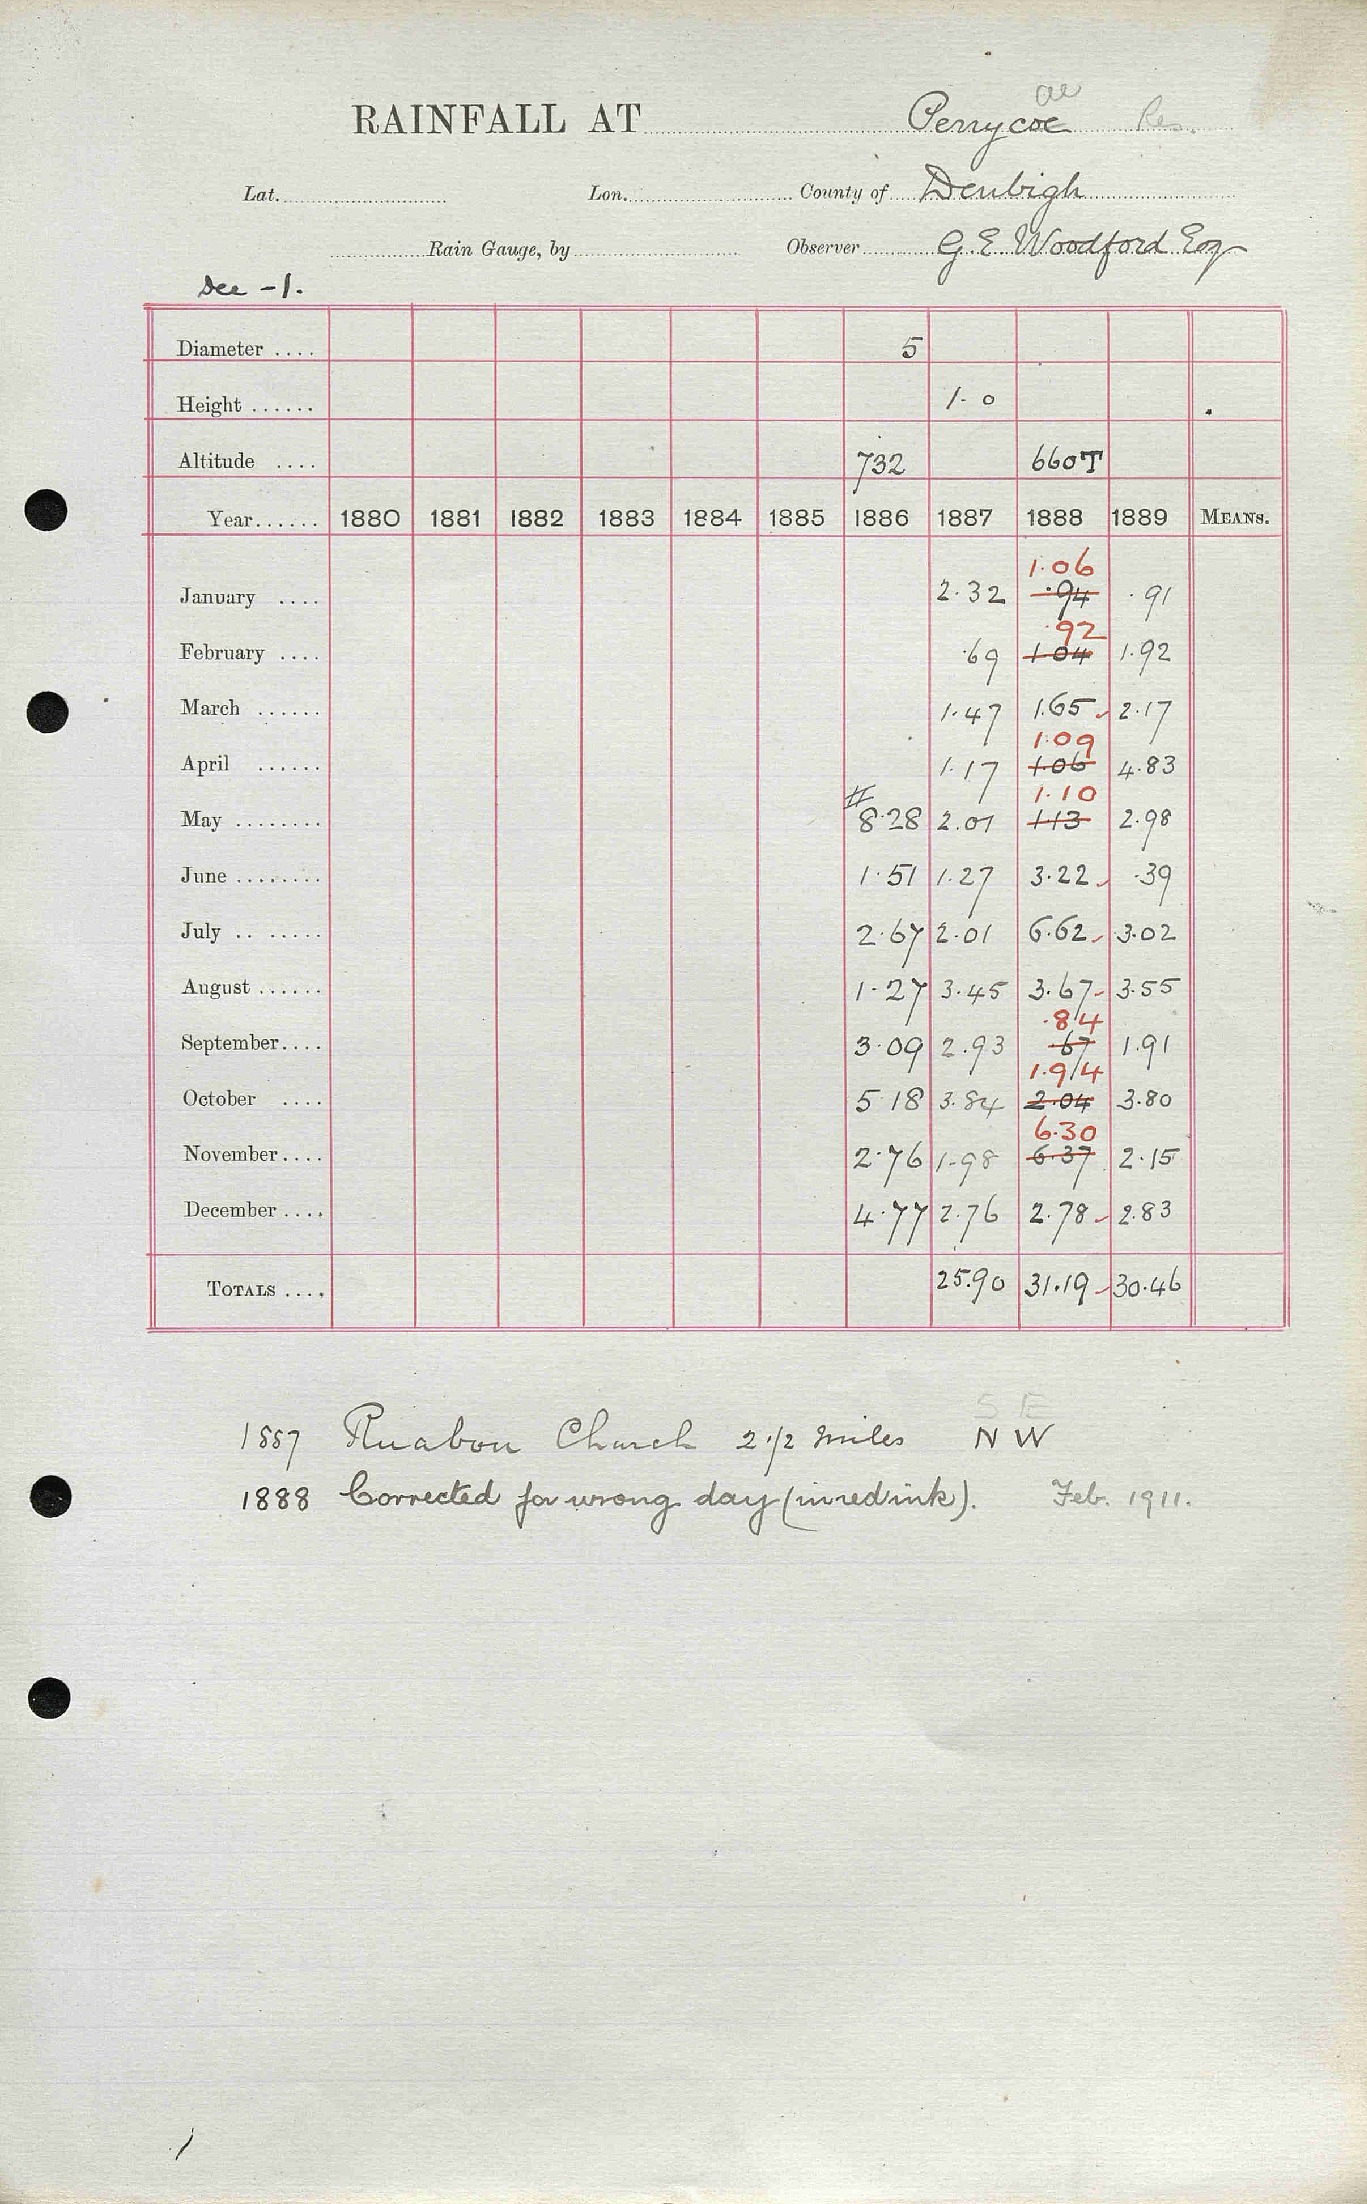 ae
RAINFALL AT Penycoe Res.
Lat. Lon. County of Denbigh
Rain Gauge, by Observer G. E. Woodford Esq
Dee -1.
Diameter .... 5
Height ...... 1. 0
Altitude .... 732 660T
Year...... 1880 1881 1882 1883 1884 1885 1886 1887 1888 1889 MEANS.
1.06
January .... 2.32 .94 .91
.92
February .... .69 1.04 1.92
March ...... 1.47 1.65 2.17
1.09
April ...... 1.17 1.06 4.83
# 1.10
May ........ 8.28 2.01 1.13 2.98
June ........ 1.51 1.27 3.22 .39
July .. ...... 2.67 2.01 6.62 3.02
August ...... 1.27 3.45 3.67 3.55
.84
September.... 3.09 2.93 67 1.91
1.94
October .... 5.18 3.84 2.04 3.80
6.30
November.... 2.76 1.98 6.37 2.15
December .... 4.77 2.76 2.78 2.83
TOTALS .... 25.90 31.19 30.46
S E
1887 Ruabon Church 2 1/2 miles N W
1888 Corrected for wrong day (in red ink). Feb. 1911.